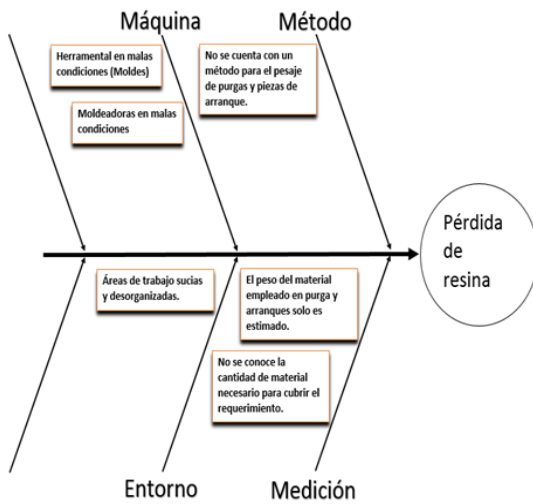 Máquina
Método
Herramental en malas
condiciones (Moldes)
Moldeadoras en malas
condiciones
No se cuenta con un
método para el pesaje
de purgas y piezas de
arranque.
Pérdida
de
resina
Áreas de trabajo sucias
y desorganizadas.
El peso del material
empleado en purga y
arranques solo es
estimado.
No se conoce la
cantidad de material
necesario para cubrir el
requerimiento.
Entorno
Medición